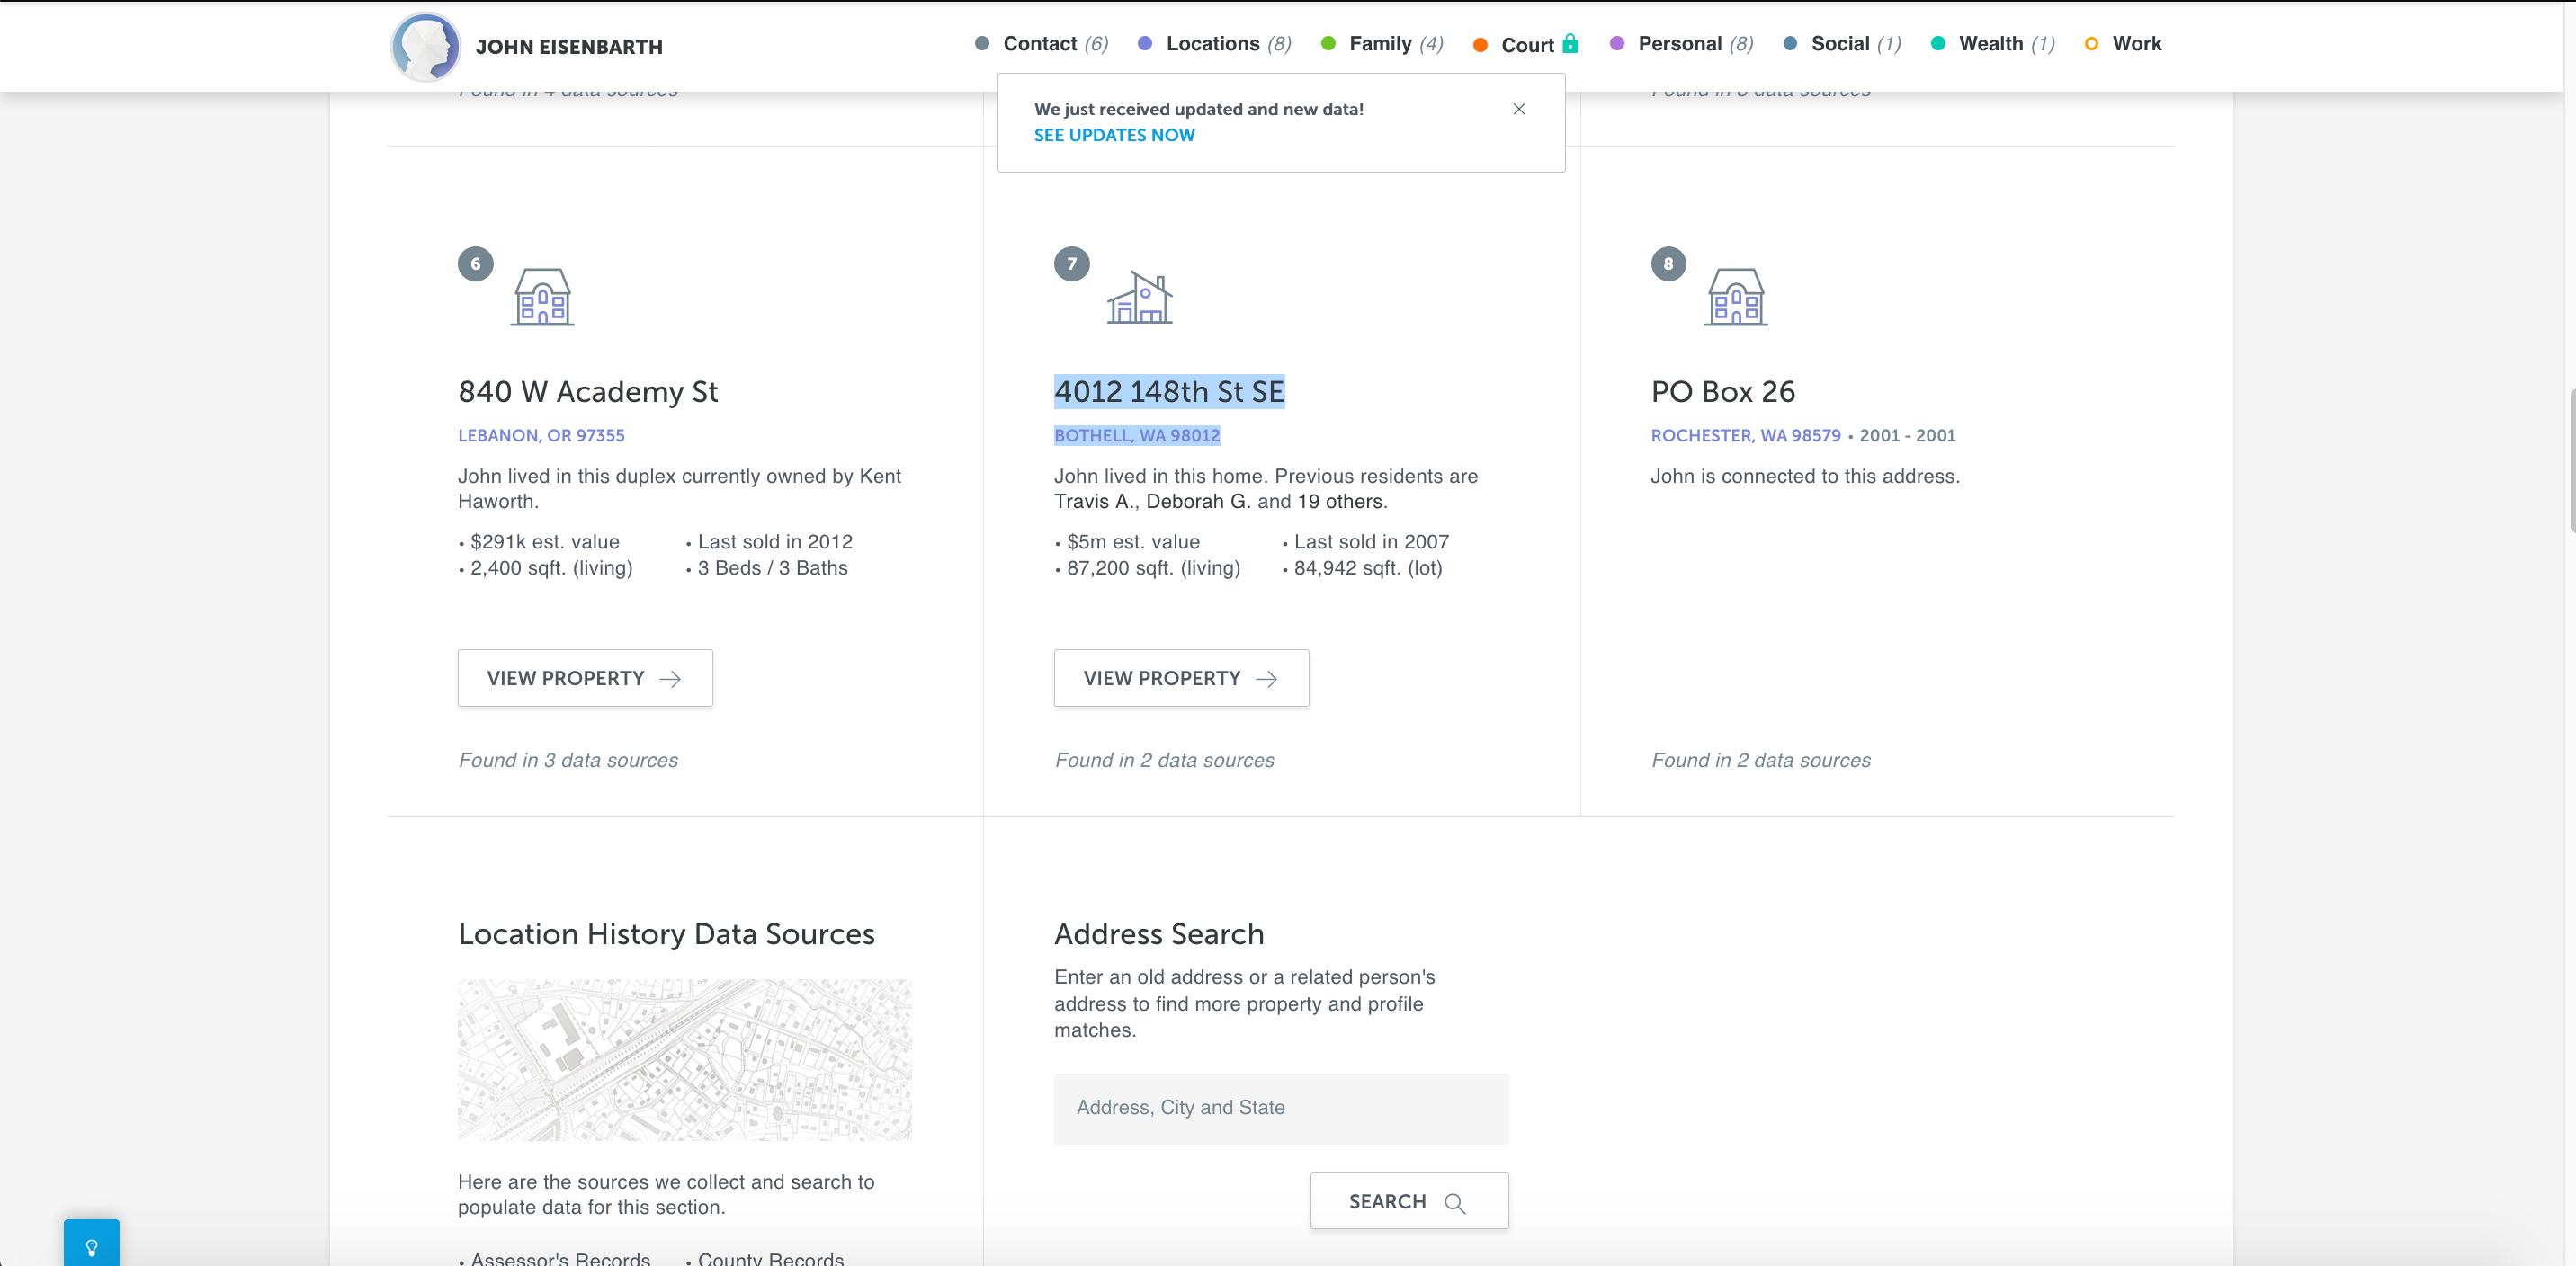 JOHN EISENBARTH
Contact (6) Locations (8) Family (4) Court Personal (8) Social (1) Wealth (1) Work
Found in 4 data sources
We just received updated and new data!
SEE UPDATES NOW
6
840 W Academy St
LEBANON, OR 97355
John lived in this duplex currently owned by Kent
Haworth.
• $291k est. value • Last sold in 2012
• 2,400 sqft. (living) • 3 Beds / 3 Baths
VIEW PROPERTY
Found in 3 data sources
7
4012 148th St SE
BOTHELL, WA 98012
John lived in this home. Previous residents are
Travis A., Deborah G. and 19 others.
• $5m est. value • Last sold in 2007
• 87,200 sqft. (living) • 84,942 sqft. (lot)
VIEW PROPERTY
Found in 2 data sources
8
PO Box 26
ROCHESTER, WA 98579 • 2001 - 2001
John is connected to this address.
Found in 2 data sources
Location History Data Sources
Here are the sources we collect and search to
populate data for this section.
• Assessor's Records • County Records
Address Search
Enter an old address or a related person's
address to find more property and profile
matches.
Address, City and State
SEARCH